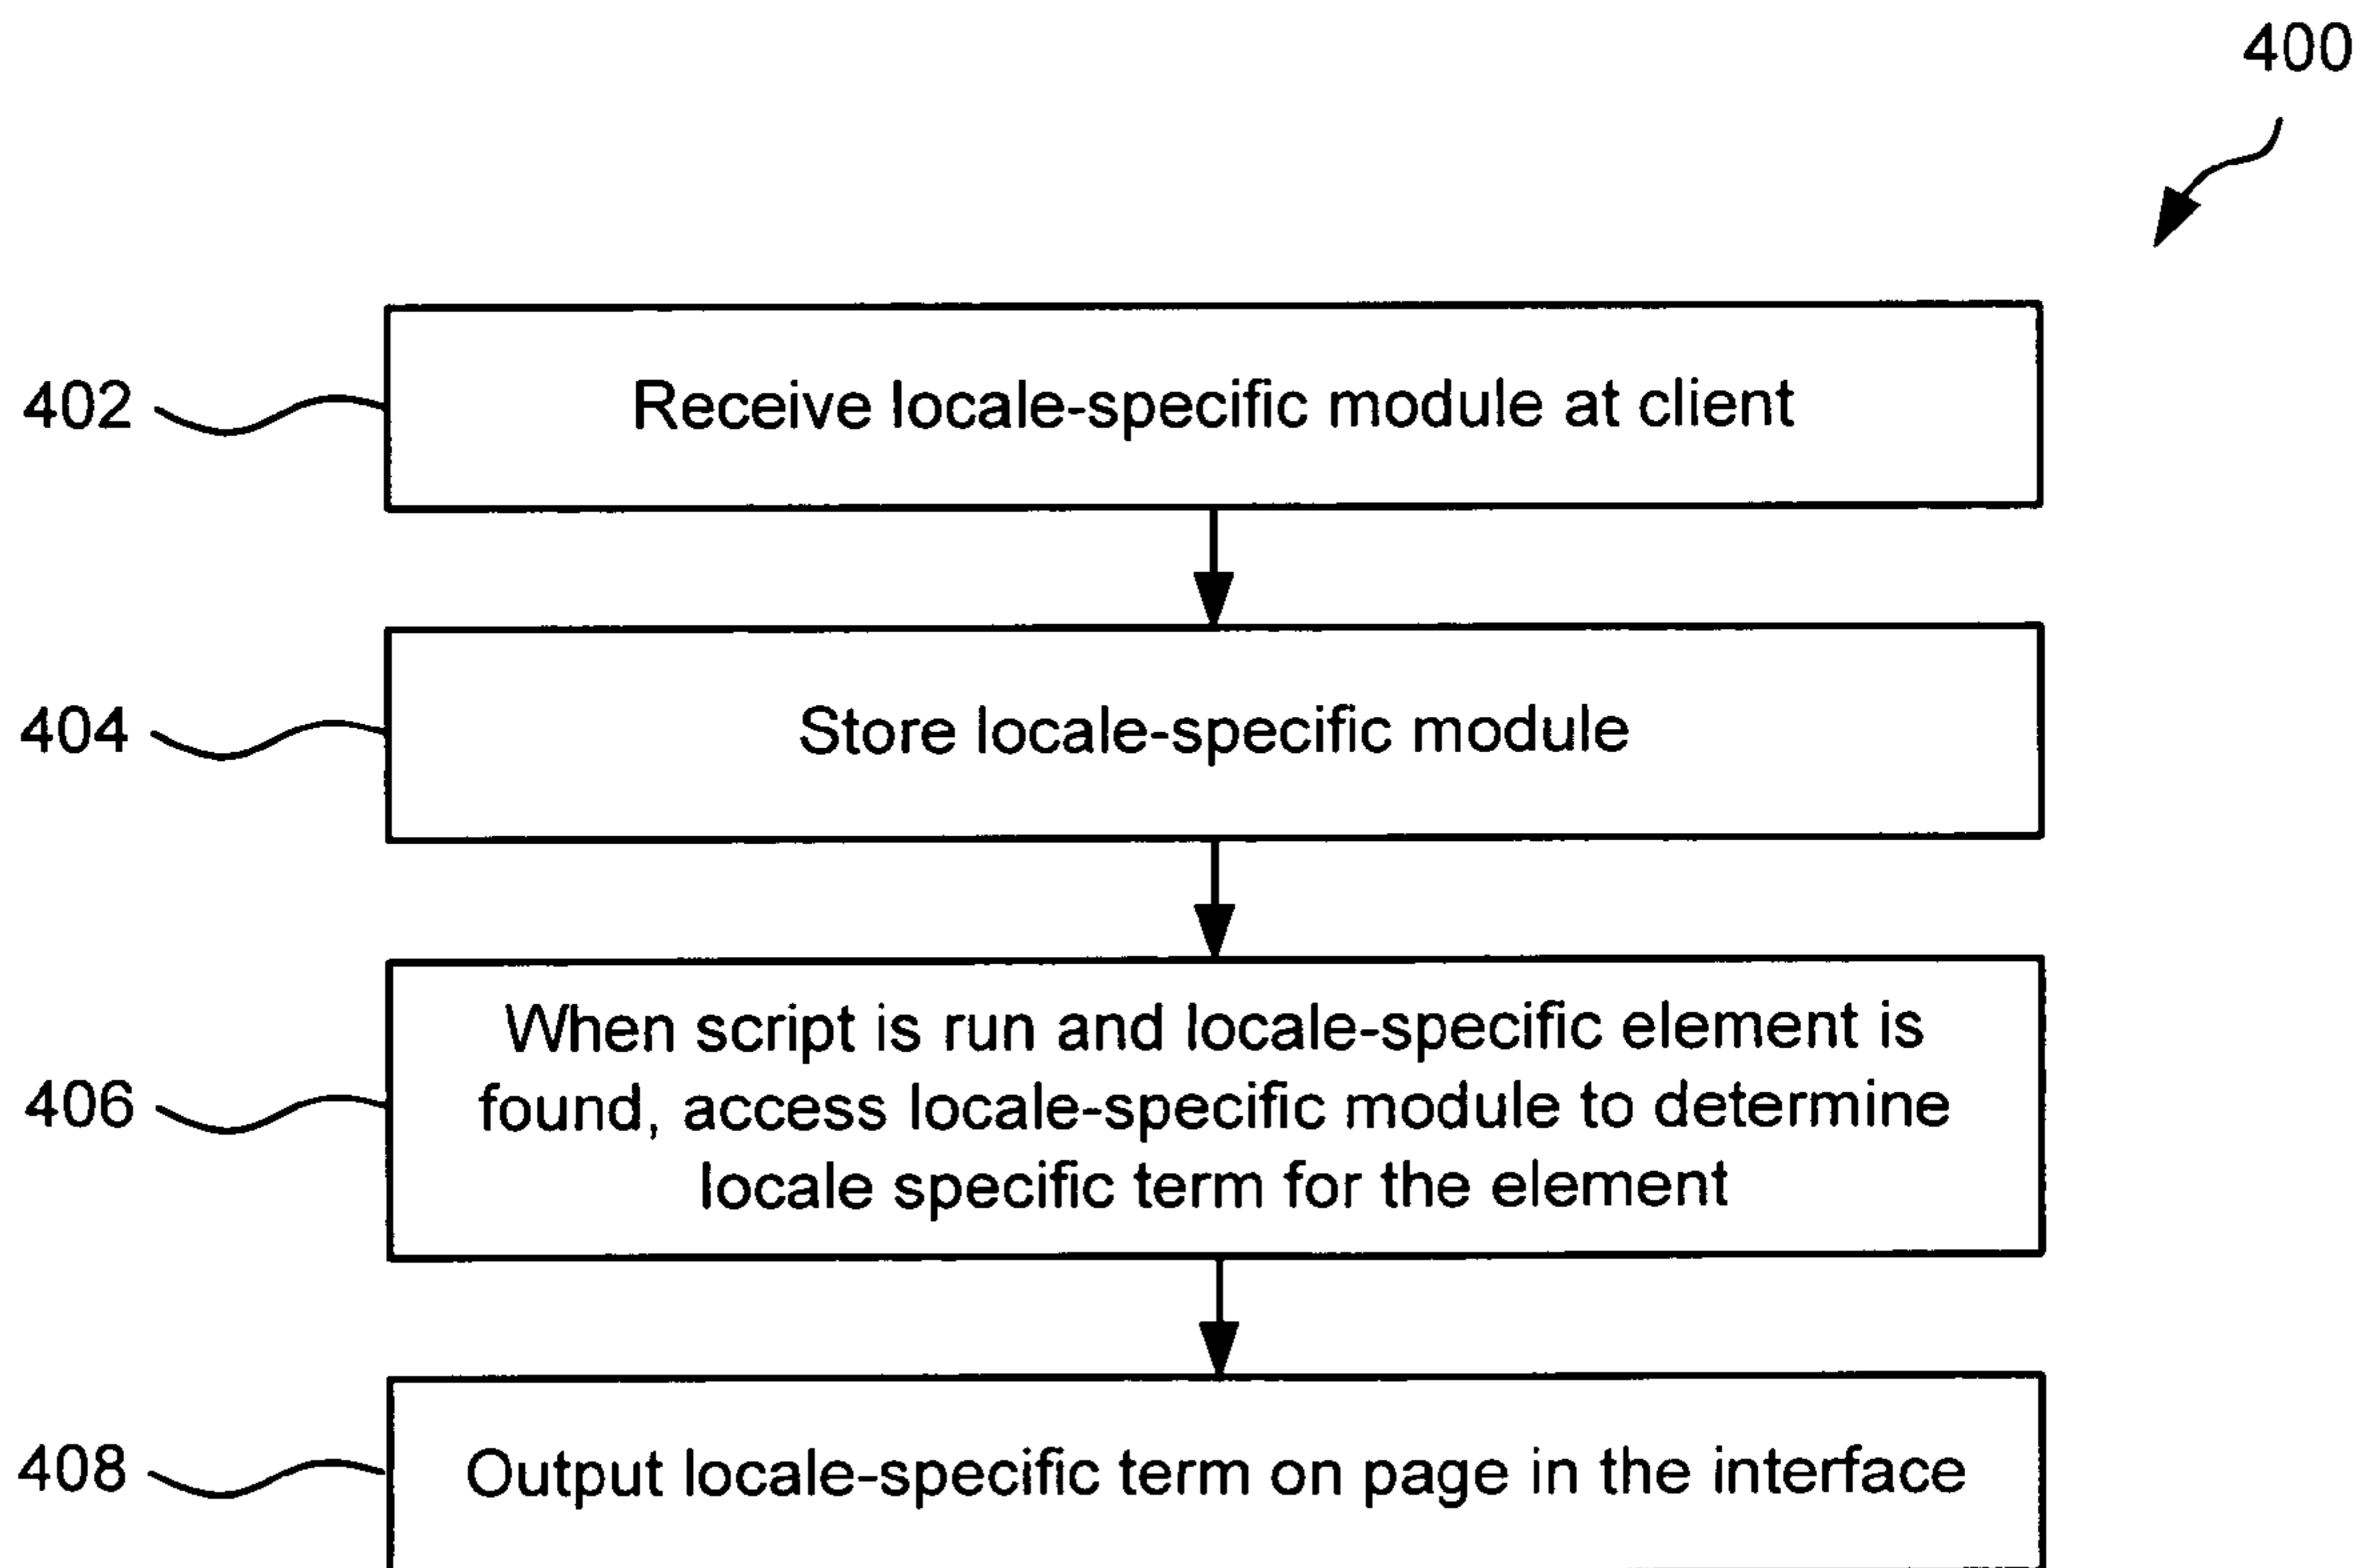 400
402
Receive locale-specific module at client
404
Store locale-specific module
When script is run and locale-specific element is
406
found, access locale-specific module to determine
locale specific term for the element
408
Output locale-specific term on page in the interface